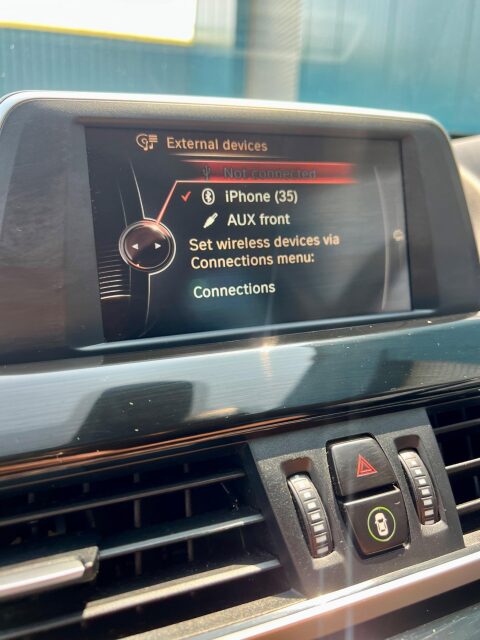 External devices
Not connected
iPhone (35)
AUX front
Set wireless devices via
Connections menu:
Connections